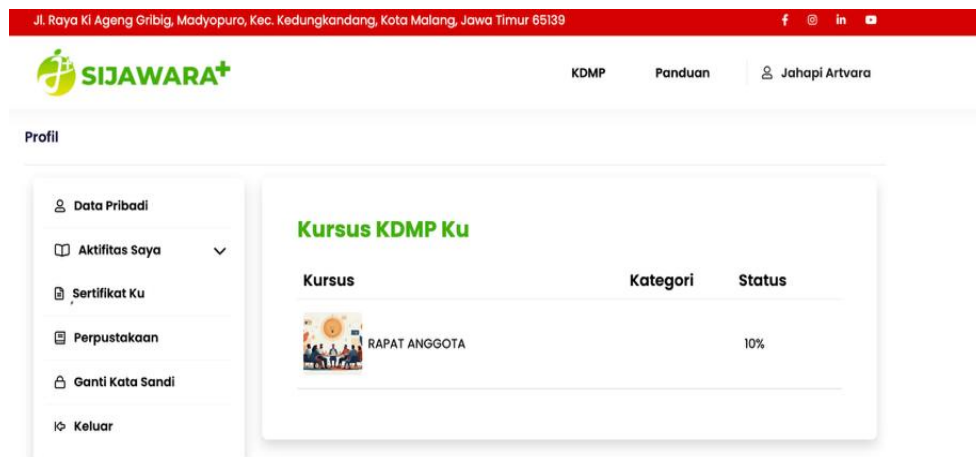 Jl. Raya Ki Ageng Gribig, Madyopuro, Kec. Kedungkandang, Kota Malang, Jawa Timur 65139
SIJAWARA+
KDMP Panduan Jahapi Artvara
Profil
Data Pribadi
Aktifitas Saya
Sertifikat Ku
Perpustakaan
Ganti Kata Sandi
Keluar
Kursus KDMP Ku
Kursus Kategori Status
RAPAT ANGGOTA 10%